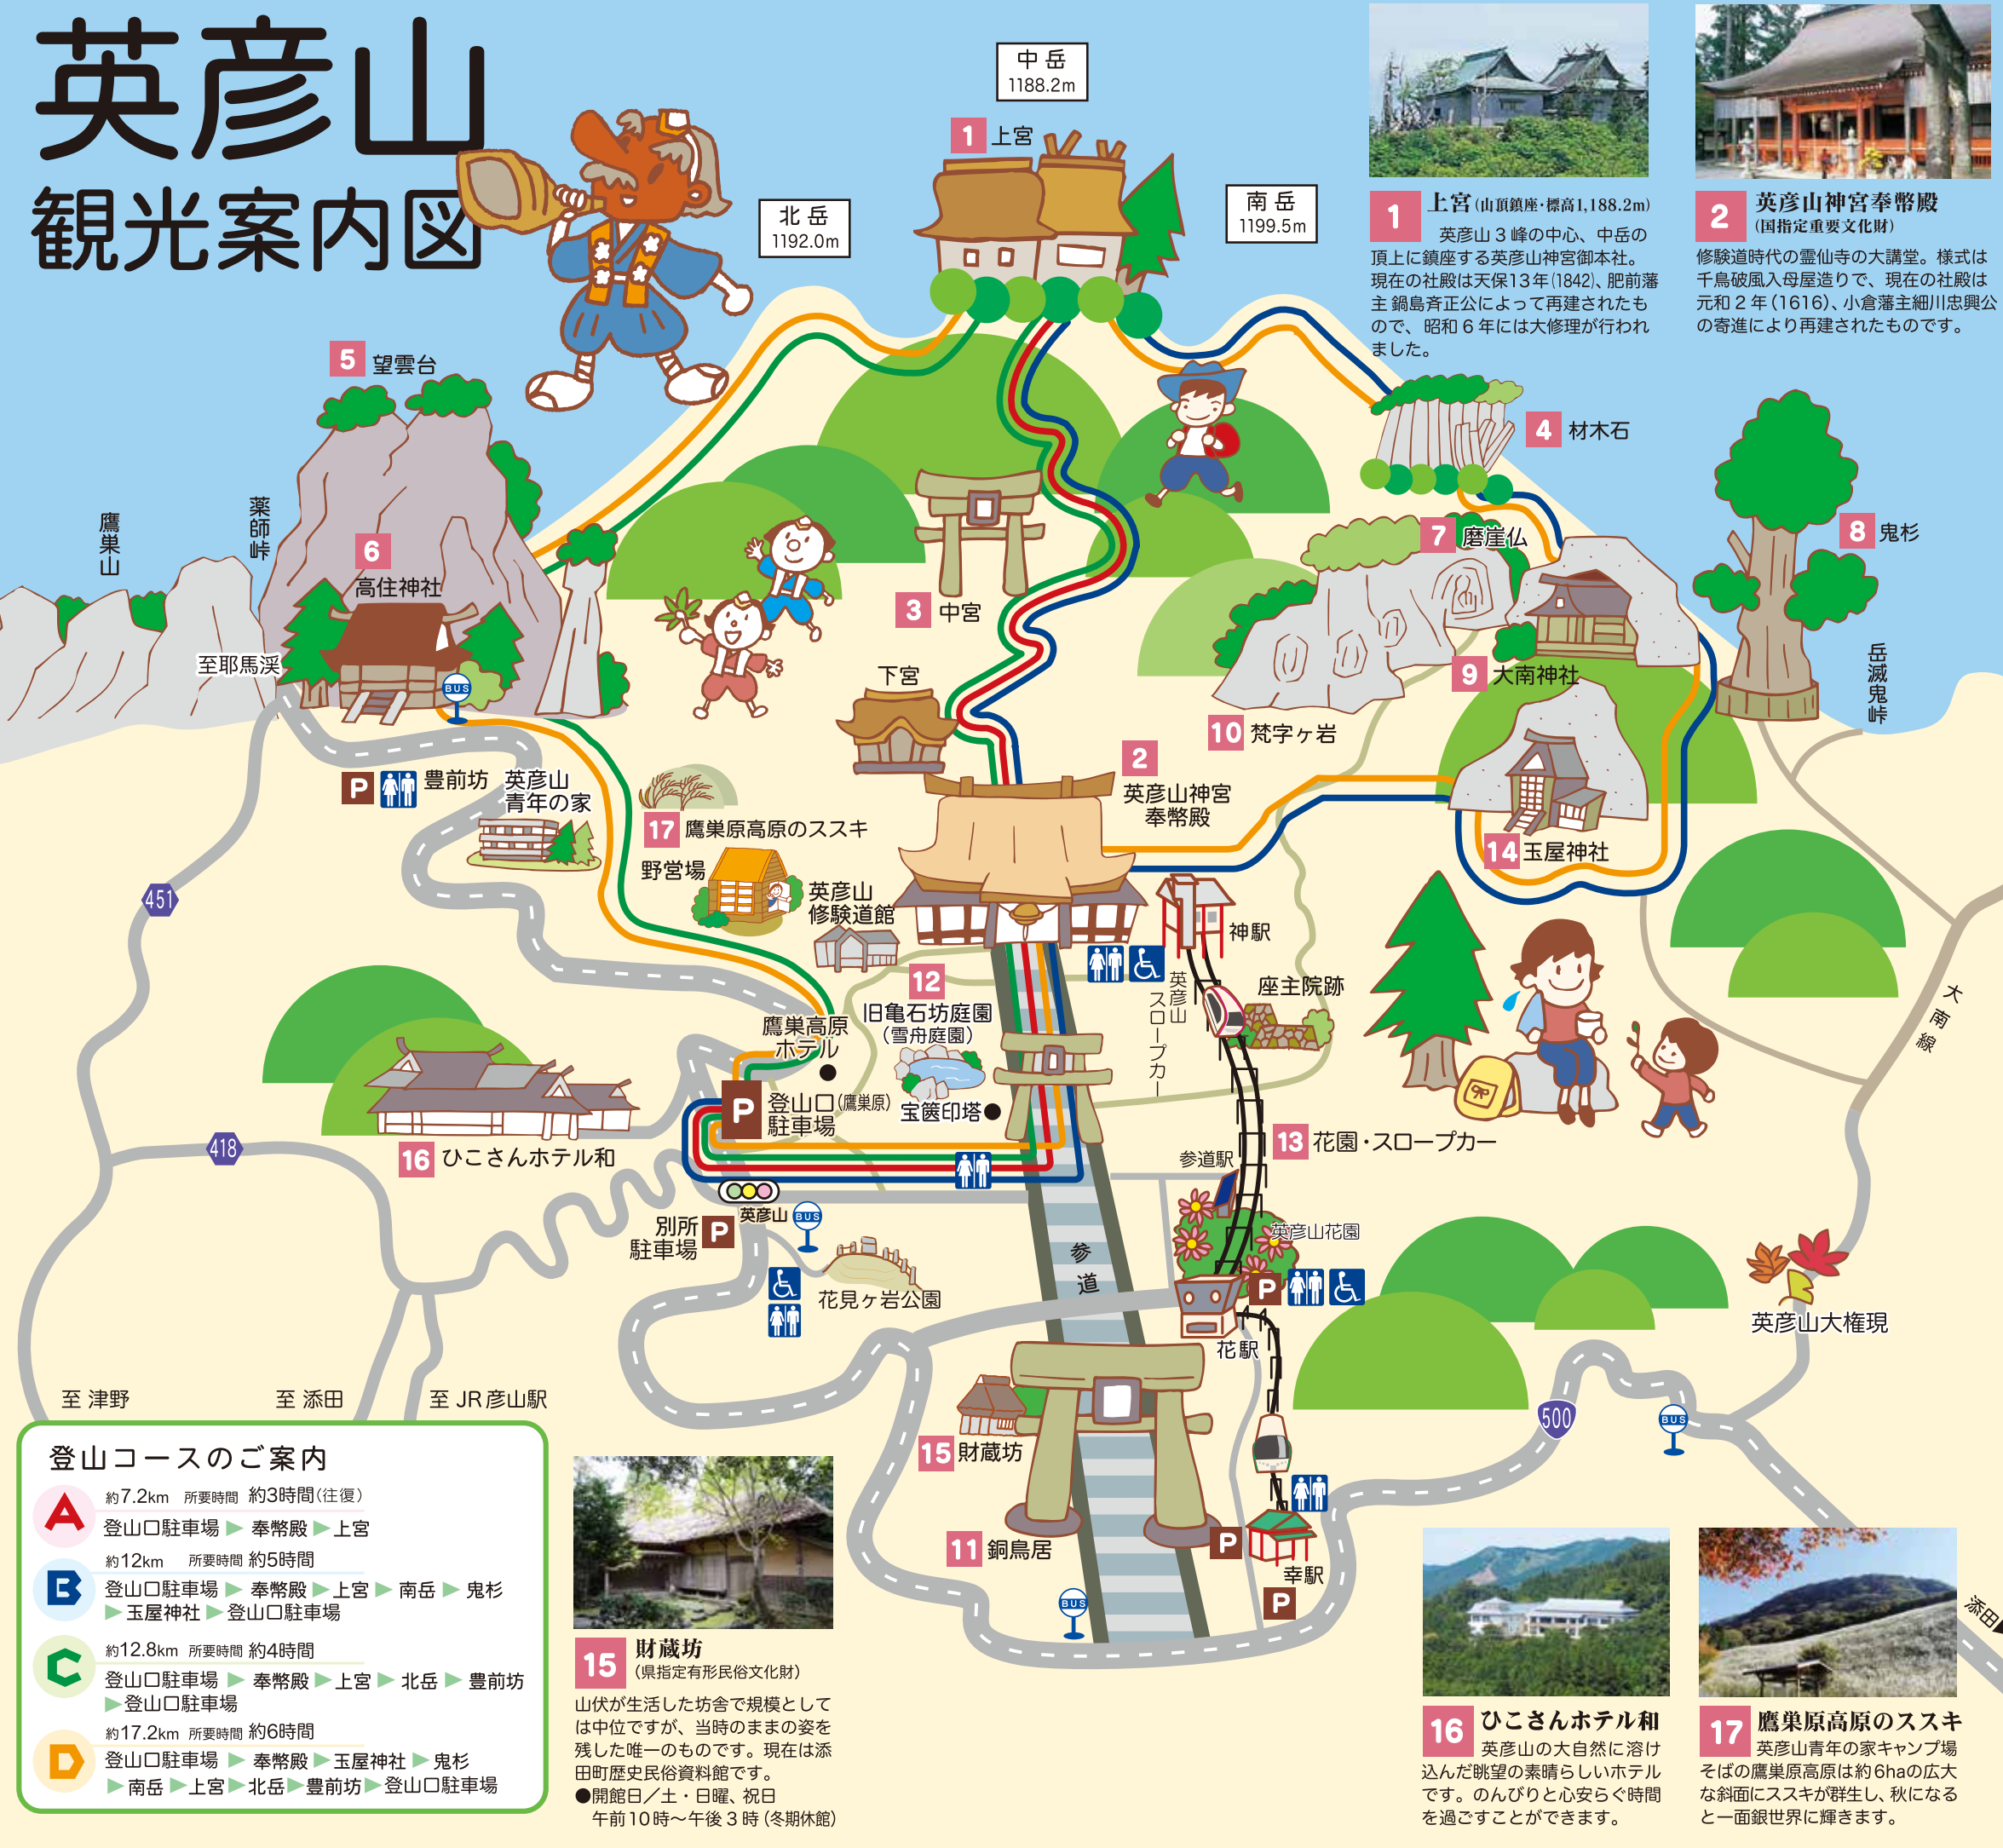 英彦山
観光案内図
中岳
1188.2m
1 上宮
北岳
1192.0m
南岳
1199.5m
1 上宮(山頂鎮座・標高1,188.2m)
英彦山3峰の中心、中岳の
頂上に鎮座する英彦山神宮御本社。
現在の社殿は天保13年(1842)、肥前藩
主 鍋島斉正公によって再建されたも
ので、昭和6年には大修理が行われ
ました。
2 英彦山神宮奉幣殿
(国指定重要文化財)
修験道時代の霊仙寺の大講堂。様式は
千鳥破風入母屋造りで、現在の社殿は
元和2年(1616)、小倉藩主細川忠興公
の寄進により再建されたものです。
5 望雲台
4 材木石
鷹巣山
薬師峠
6
高住神社
至耶馬渓
BUS
3 中宮
下宮
7 磨崖仏
8 鬼杉
9 大南神社
岳滅鬼峠
10 梵字ヶ岩
2
英彦山神宮
奉幣殿
P 豊前坊
英彦山
青年の家
17 鷹巣原高原のススキ
野営場
英彦山
修験道館
14 玉屋神社
451
神駅
英彦山
スロープカー
座主院跡
大南線
12
旧亀石坊庭園
(雪舟庭園)
鷹巣高原
ホテル
P 登山口(鷹巣原)
駐車場
宝篋印塔
418
16 ひこさんホテル和
13 花園・スロープカー
参道駅
英彦山
BUS
別所
駐車場
P
英彦山花園
P
参道
花見ヶ岩公園
花駅
英彦山大権現
500
BUS
至 津野
至 添田
至 JR彦山駅
15 財蔵坊
11 銅鳥居
P
幸駅
P
BUS
添田
登山コースのご案内
A 約7.2km 所要時間 約3時間(往復)
登山口駐車場▶奉幣殿▶上宮
B 約12km 所要時間 約5時間
登山口駐車場▶奉幣殿▶上宮▶南岳▶鬼杉
▶玉屋神社▶登山口駐車場
C 約12.8km 所要時間 約4時間
登山口駐車場▶奉幣殿▶上宮▶北岳▶豊前坊
▶登山口駐車場
D 約17.2km 所要時間 約6時間
登山口駐車場▶奉幣殿▶玉屋神社▶鬼杉
▶南岳▶上宮▶北岳▶豊前坊▶登山口駐車場
15 財蔵坊
(県指定有形民俗文化財)
山伏が生活した坊舎で規模として
は中位ですが、当時のままの姿を
残した唯一のものです。現在は添
田町歴史民俗資料館です。
●開館日/土・日曜、祝日
午前10時~午後3時(冬期休館)
16 ひこさんホテル和
英彦山の大自然に溶け
込んだ眺望の素晴らしいホテル
です。のんびりと心安らぐ時間
を過ごすことができます。
17 鷹巣原高原のススキ
英彦山青年の家キャンプ場
そばの鷹巣原高原は約6haの広大
な斜面にススキが群生し、秋になる
と一面銀世界に輝きます。